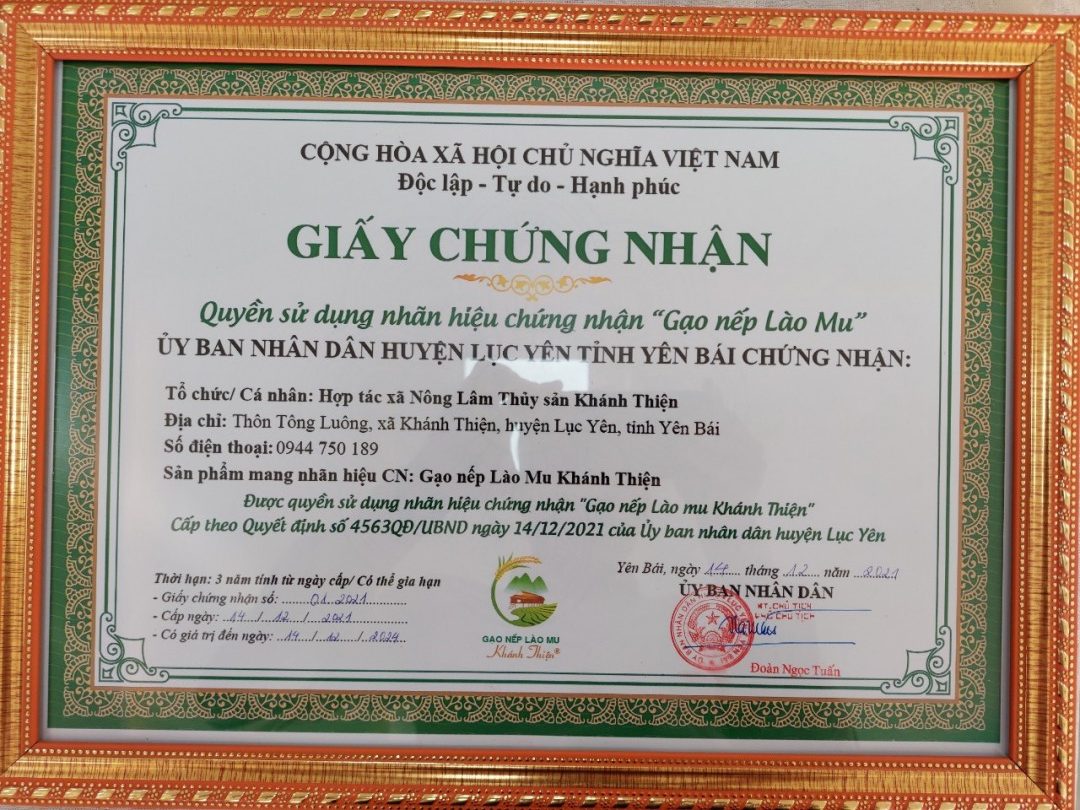 CỘNG HÒA XÃ HỘI CHỦ NGHĨA VIỆT NAM
Độc lập - Tự do - Hạnh phúc
GIẤY CHỨNG NHẬN
Quyền sử dụng nhãn hiệu chứng nhận “Gạo nếp Lào Mu”
ỦY BAN NHÂN DÂN HUYỆN LỤC YÊN TỈNH YÊN BÁI CHỨNG NHẬN:
Tổ chức/ Cá nhân: Hợp tác xã Nông Lâm Thủy sản Khánh Thiện
Địa chỉ: Thôn Tông Luông, xã Khánh Thiện, huyện Lục Yên, tỉnh Yên Bái
Số điện thoại: 0944 750 189
Sản phẩm mang nhãn hiệu CN: Gạo nếp Lào Mu Khánh Thiện
Được quyền sử dụng nhãn hiệu chứng nhận "Gạo nếp Lào mu Khánh Thiện"
Cấp theo Quyết định số 4563QĐ/UBND ngày 14/12/2021 của Ủy ban nhân dân huyện Lục Yên
Thời hạn: 3 năm tính từ ngày cấp/ Có thể gia hạn
- Giấy chứng nhận số: 01.2021
- Cấp ngày: 14 / 12 / 2021
- Có giá trị đến ngày: 14 / 12 / 2024
GẠO NẾP LÀO MU
Khánh Thiện®
Yên Bái, ngày 14 tháng 12 năm 2021
ỦY BAN NHÂN DÂN
KT. CHỦ TỊCH
PHÓ CHỦ TỊCH
Đoàn Ngọc Tuấn